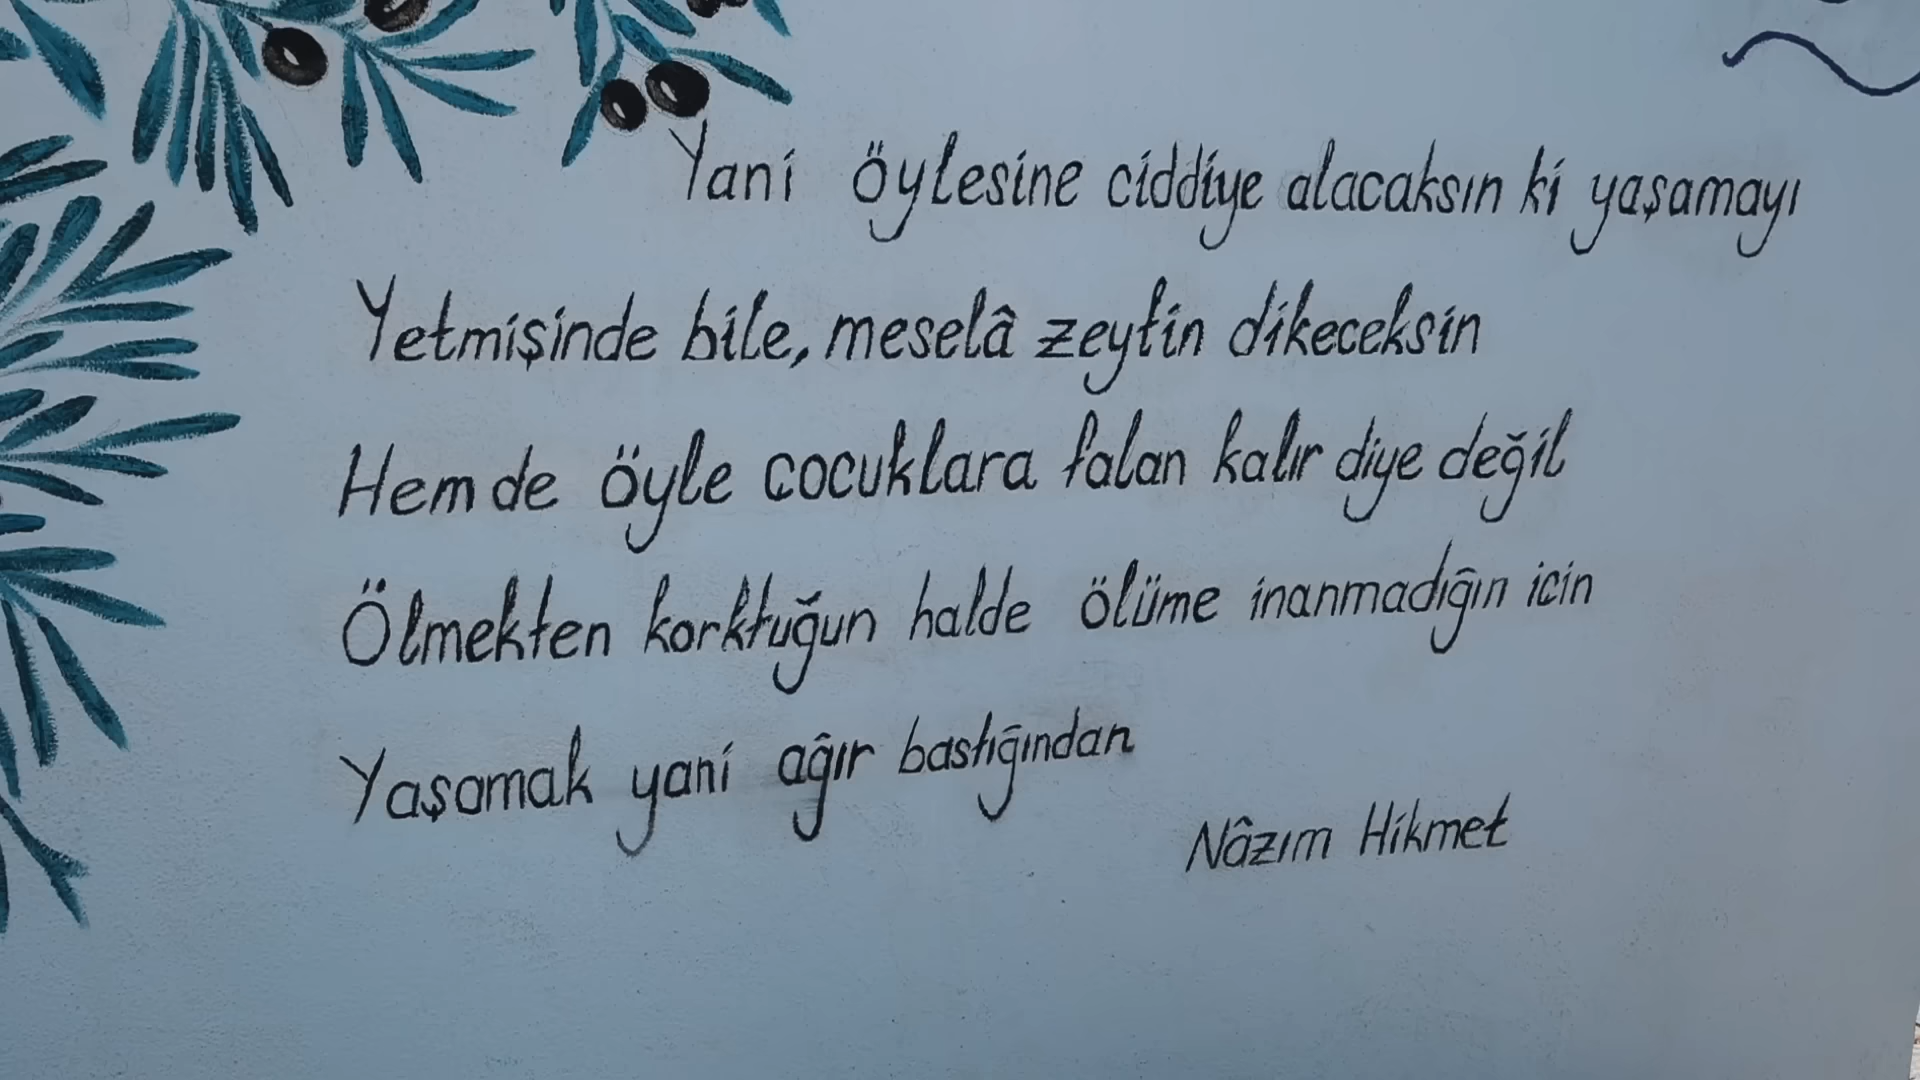 Yani öylesine ciddiye alacaksın ki yaşamayı
Yetmişinde bile, meselâ zeytin dikeceksin
Hem de öyle cocuklara falan kalır diye değil
Ölmekten korktuğun halde ölüme inanmadığın icin
Yaşamak yani ağır bastığından
Nâzım Hikmet